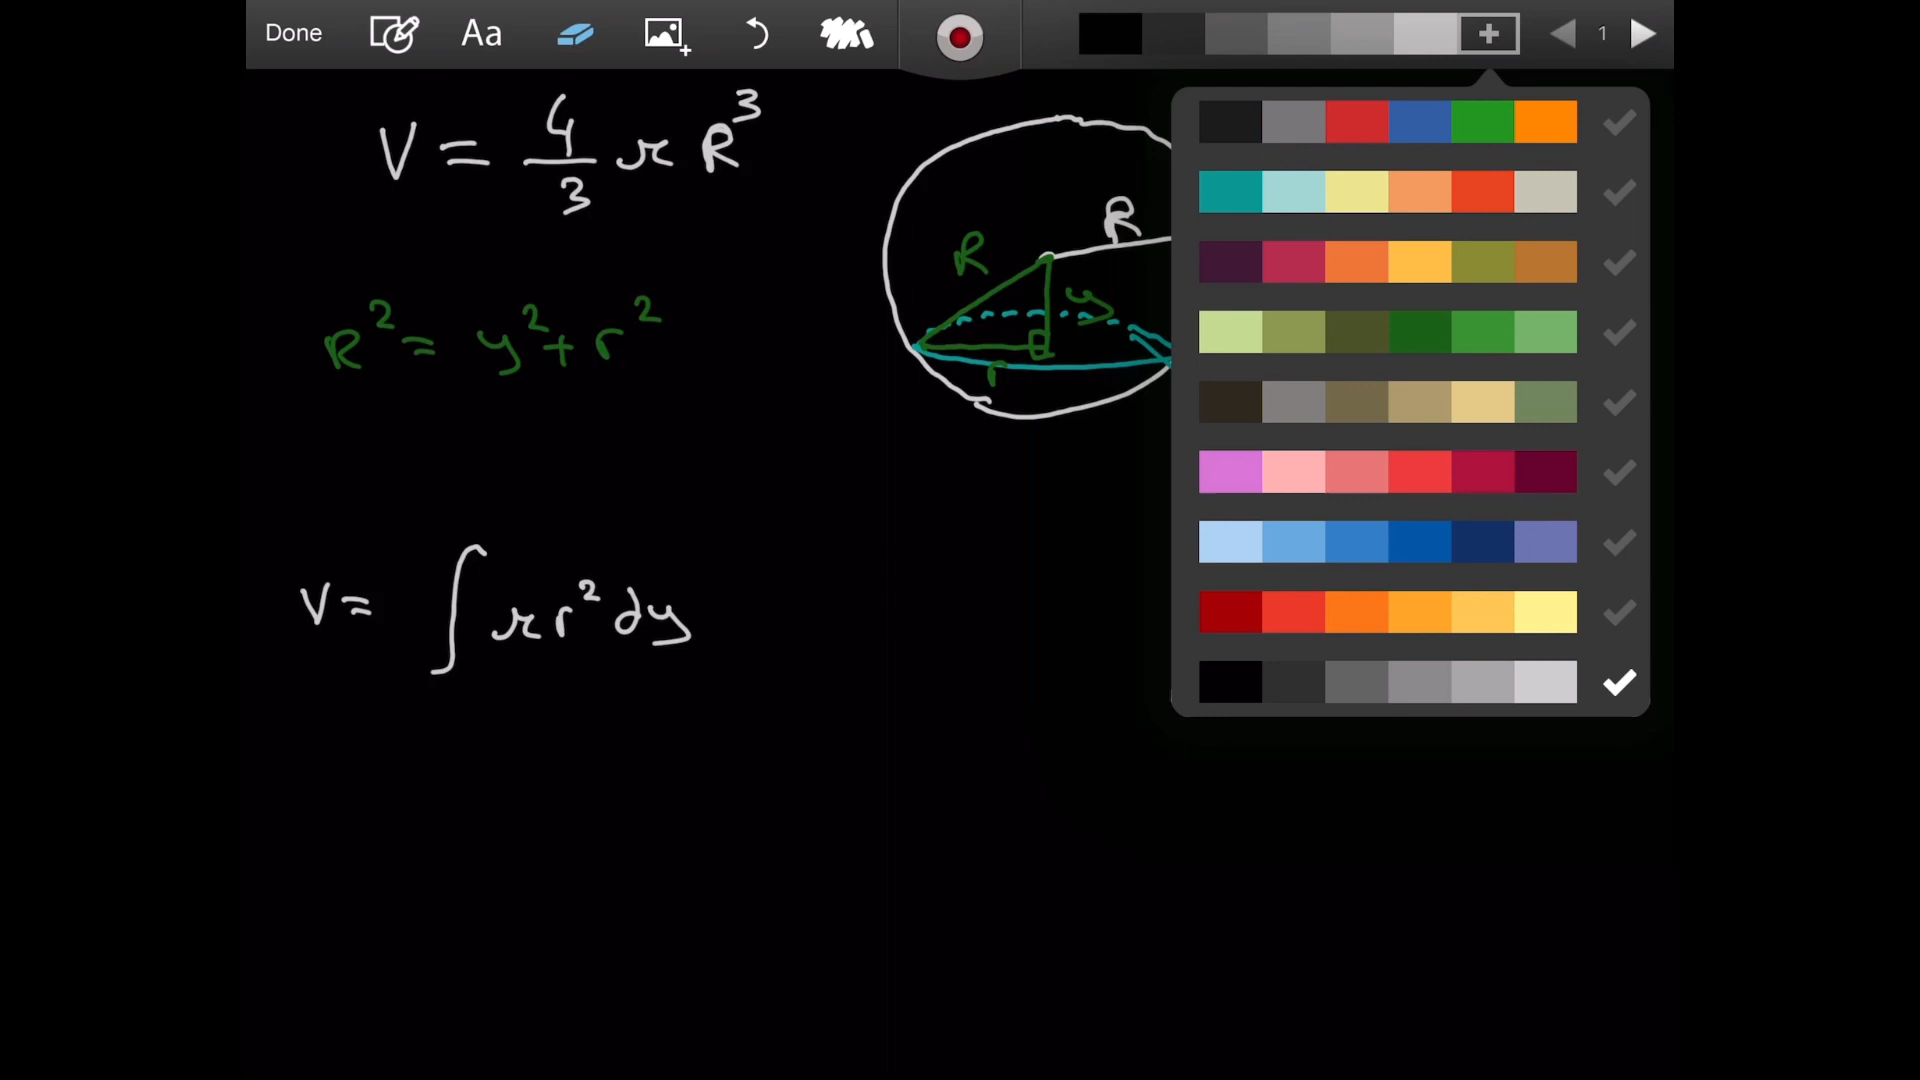 Done Aa 1
V = 4/3 π R³
R
R
y
R² = y² + r²
r
V = ∫ π r² dy